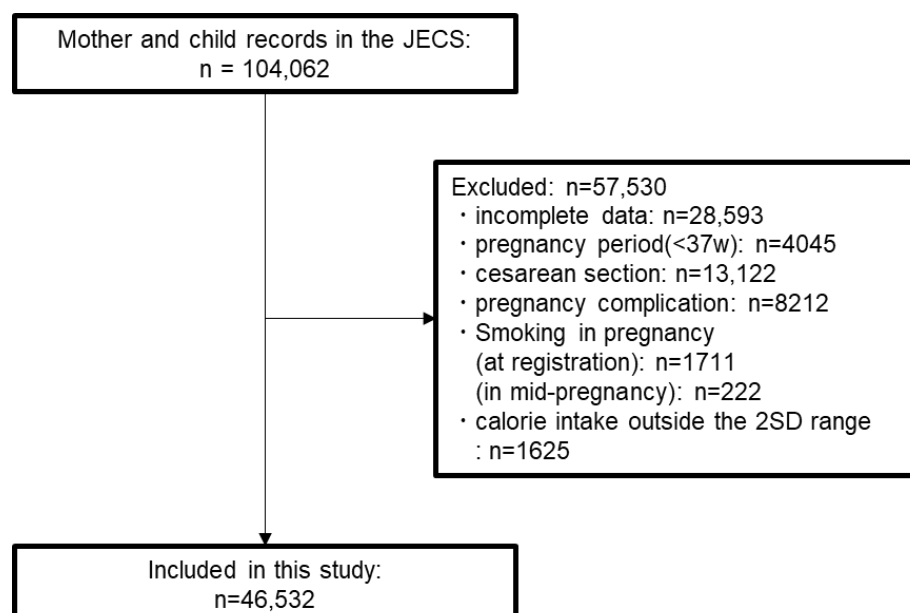 Mother and child records in the JECS:
n = 104,062
Excluded: n=57,530
・incomplete data: n=28,593
・pregnancy period(<37w): n=4045
・cesarean section: n=13,122
・pregnancy complication: n=8212
・Smoking in pregnancy
(at registration): n=1711
(in mid-pregnancy): n=222
・calorie intake outside the 2SD range
: n=1625
Included in this study:
n=46,532